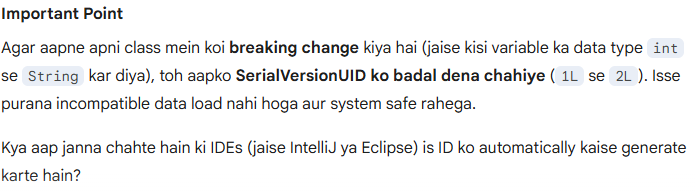 Important Point
Agar aapne apni class mein koi breaking change kiya hai (jaise kisi variable ka data type int
se String kar diya), toh aapko SerialVersionUID ko badal dena chahiye ( 1L se 2L ). Isse
purana incompatible data load nahi hoga aur system safe rahega.
Kya aap janna chahte hain ki IDEs (jaise IntelliJ ya Eclipse) is ID ko automatically kaise generate
karte hain?